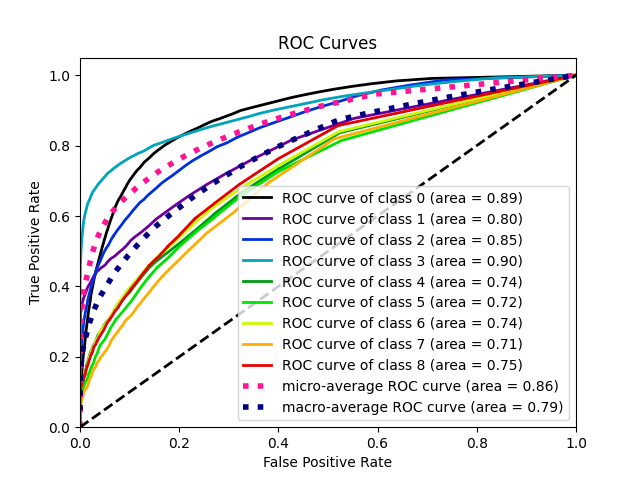 ROC Curves
True Positive Rate
1.0
0.8
0.6
0.4
0.2
0.0
ROC curve of class 0 (area = 0.89)
ROC curve of class 1 (area = 0.80)
ROC curve of class 2 (area = 0.85)
ROC curve of class 3 (area = 0.90)
ROC curve of class 4 (area = 0.74)
ROC curve of class 5 (area = 0.72)
ROC curve of class 6 (area = 0.74)
ROC curve of class 7 (area = 0.71)
ROC curve of class 8 (area = 0.75)
micro-average ROC curve (area = 0.86)
macro-average ROC curve (area = 0.79)
0.0 0.2 0.4 0.6 0.8 1.0
False Positive Rate